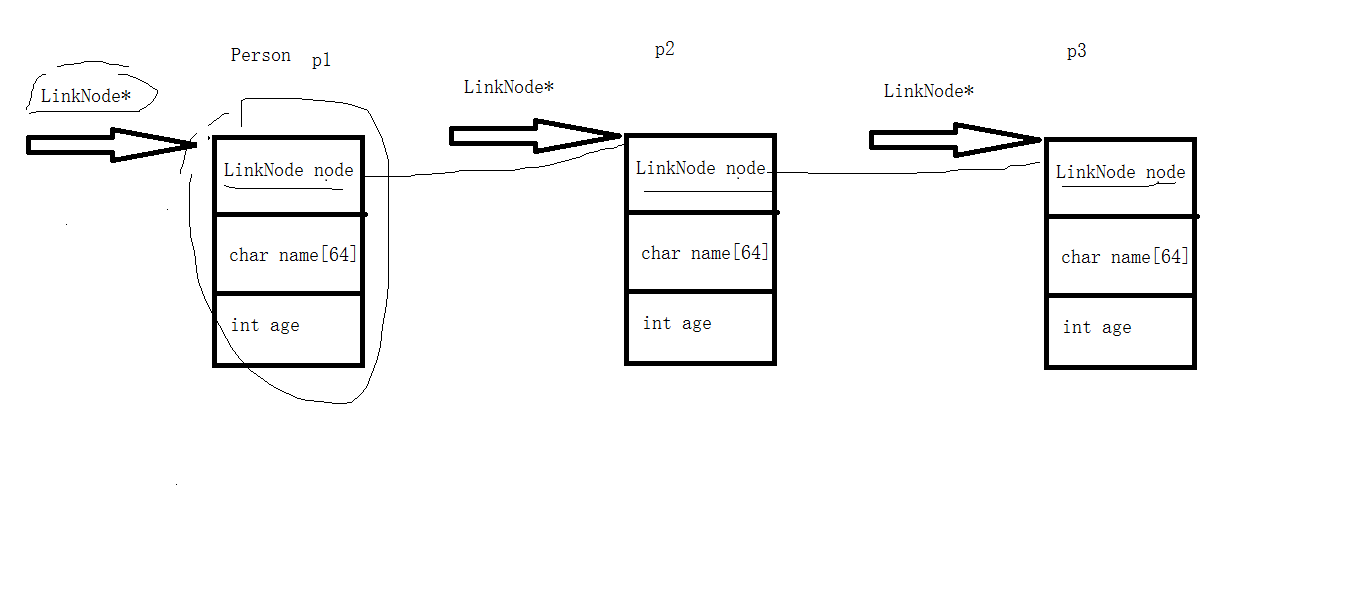 Person p1
LinkNode*
LinkNode node
char name[64]
int age
p2
LinkNode*
LinkNode node
char name[64]
int age
p3
LinkNode*
LinkNode node
char name[64]
int age